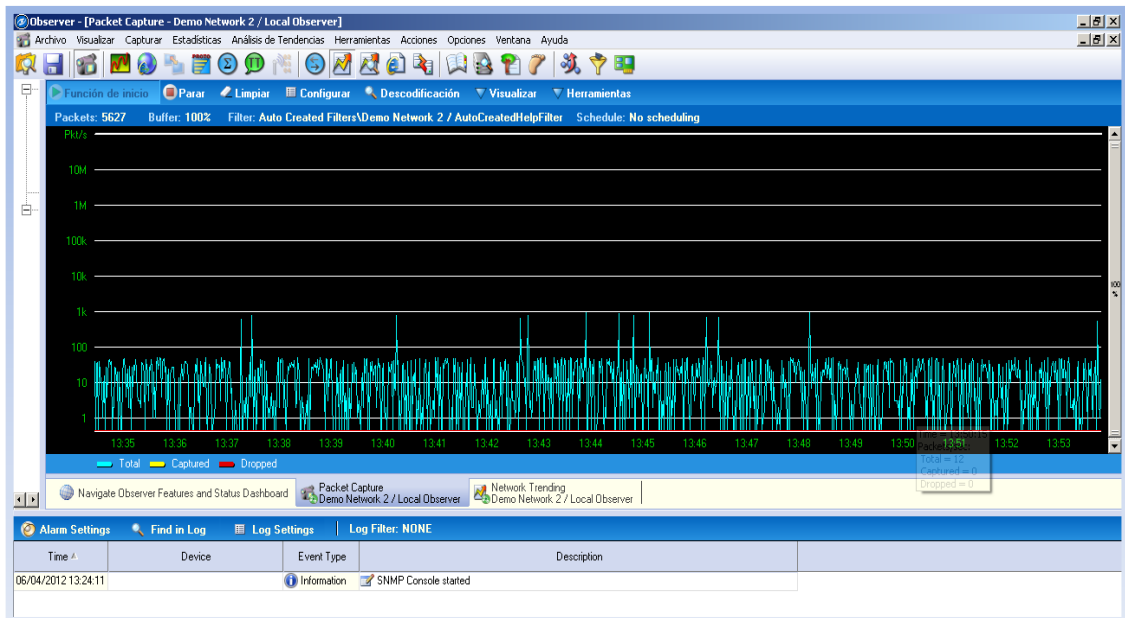 Observer - [Packet Capture - Demo Network 2 / Local Observer]
Archivo Visualizar Capturar Estadísticas Análisis de Tendencias Herramientas Acciones Opciones Ventana Ayuda
Función de inicio Parar Limpiar Configurar Descodificación Visualizar Herramientas
Packets: 5627 Buffer: 100% Filter: Auto Created Filters\Demo Network 2 / AutoCreatedHelpFilter Schedule: No scheduling
Pkt/s
10M
1M
100k
10k
1k
100
10
1
100
%
13:35 13:36 13:37 13:38 13:39 13:40 13:41 13:42 13:43 13:44 13:45 13:46 13:47 13:48 13:49 13:50 13:51 13:52 13:53
Total = 12
Captured = 0
Dropped = 0
Total Captured Dropped
Navigate Observer Features and Status Dashboard
Packet Capture
Demo Network 2 / Local Observer
Network Trending
Demo Network 2 / Local Observer
Alarm Settings Find in Log Log Settings Log Filter: NONE
Time Device Event Type Description
06/04/2012 13:24:11 Information SNMP Console started